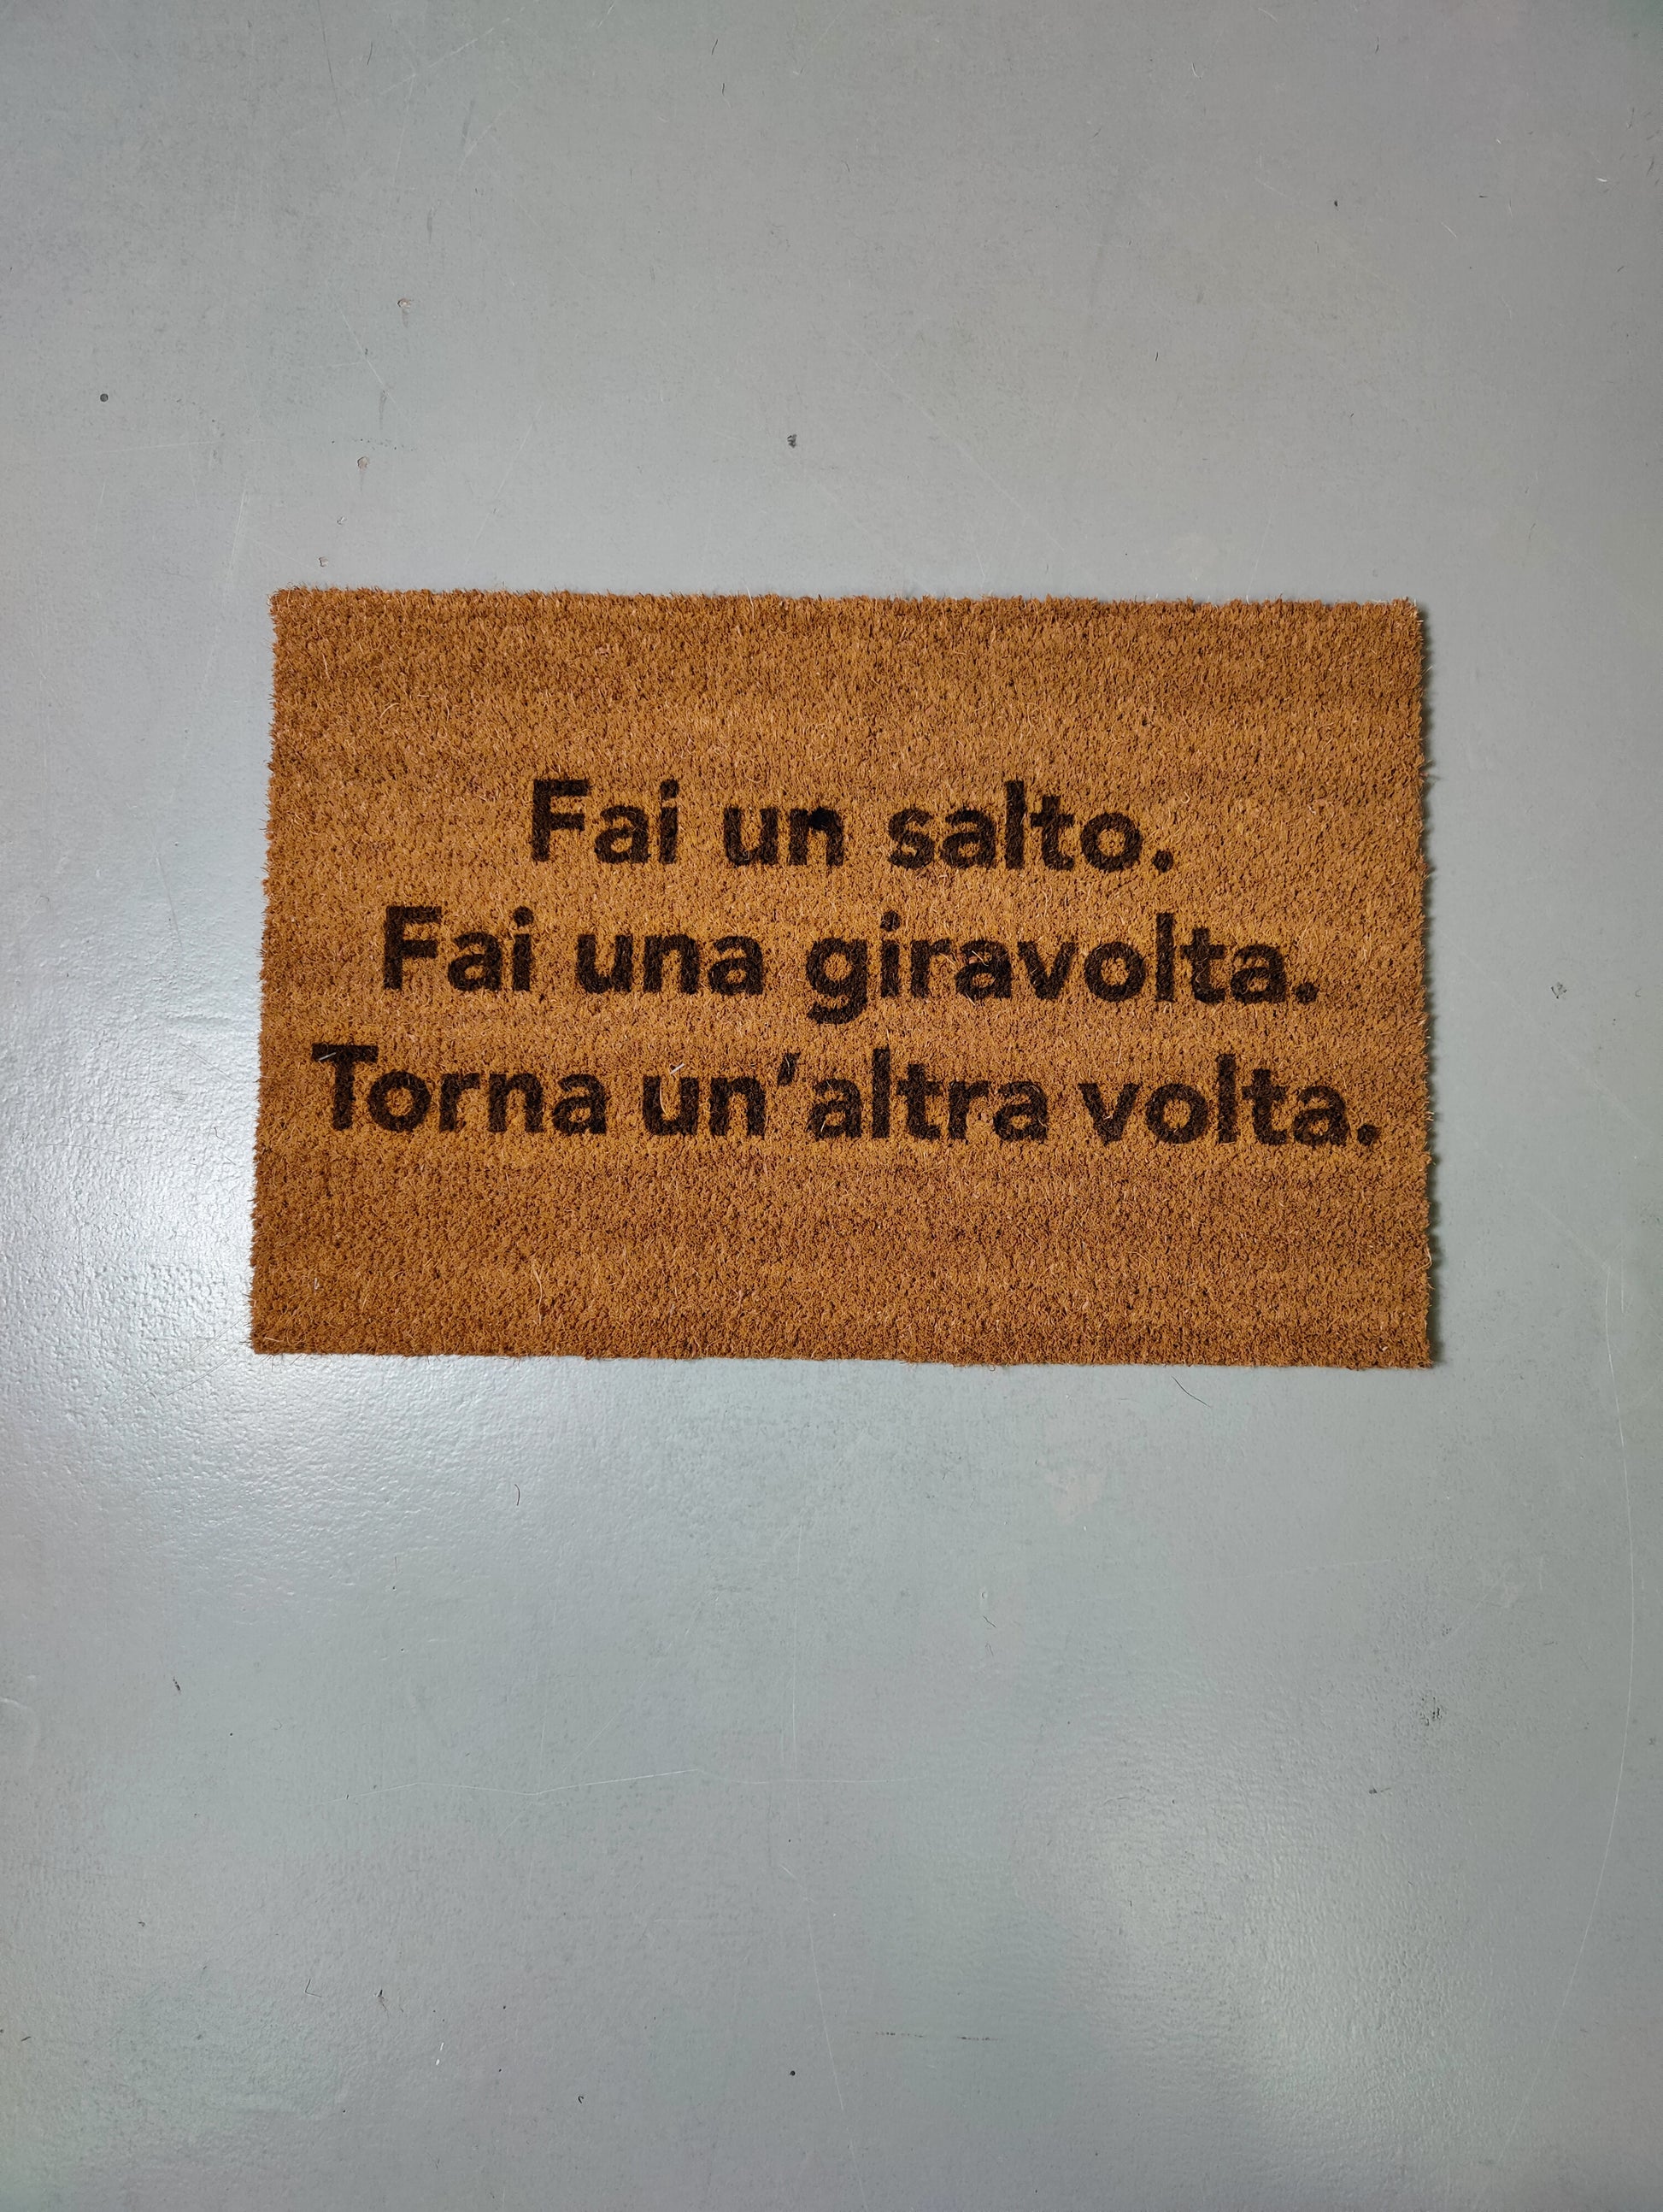 Fai un salto.
Fai una giravolta.
Torna un'altra volta.